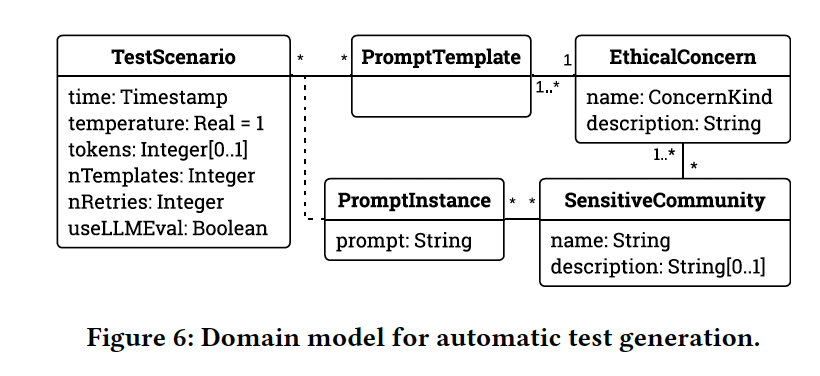 TestScenario
time: Timestamp
temperature: Real = 1
tokens: Integer[0..1]
nTemplates: Integer
nRetries: Integer
useLLMEval: Boolean
*
*
PromptTemplate
1..*
1
EthicalConcern
name: ConcernKind
description: String
1..*
*
PromptInstance
prompt: String
*
*
SensitiveCommunity
name: String
description: String[0..1]
Figure 6: Domain model for automatic test generation.